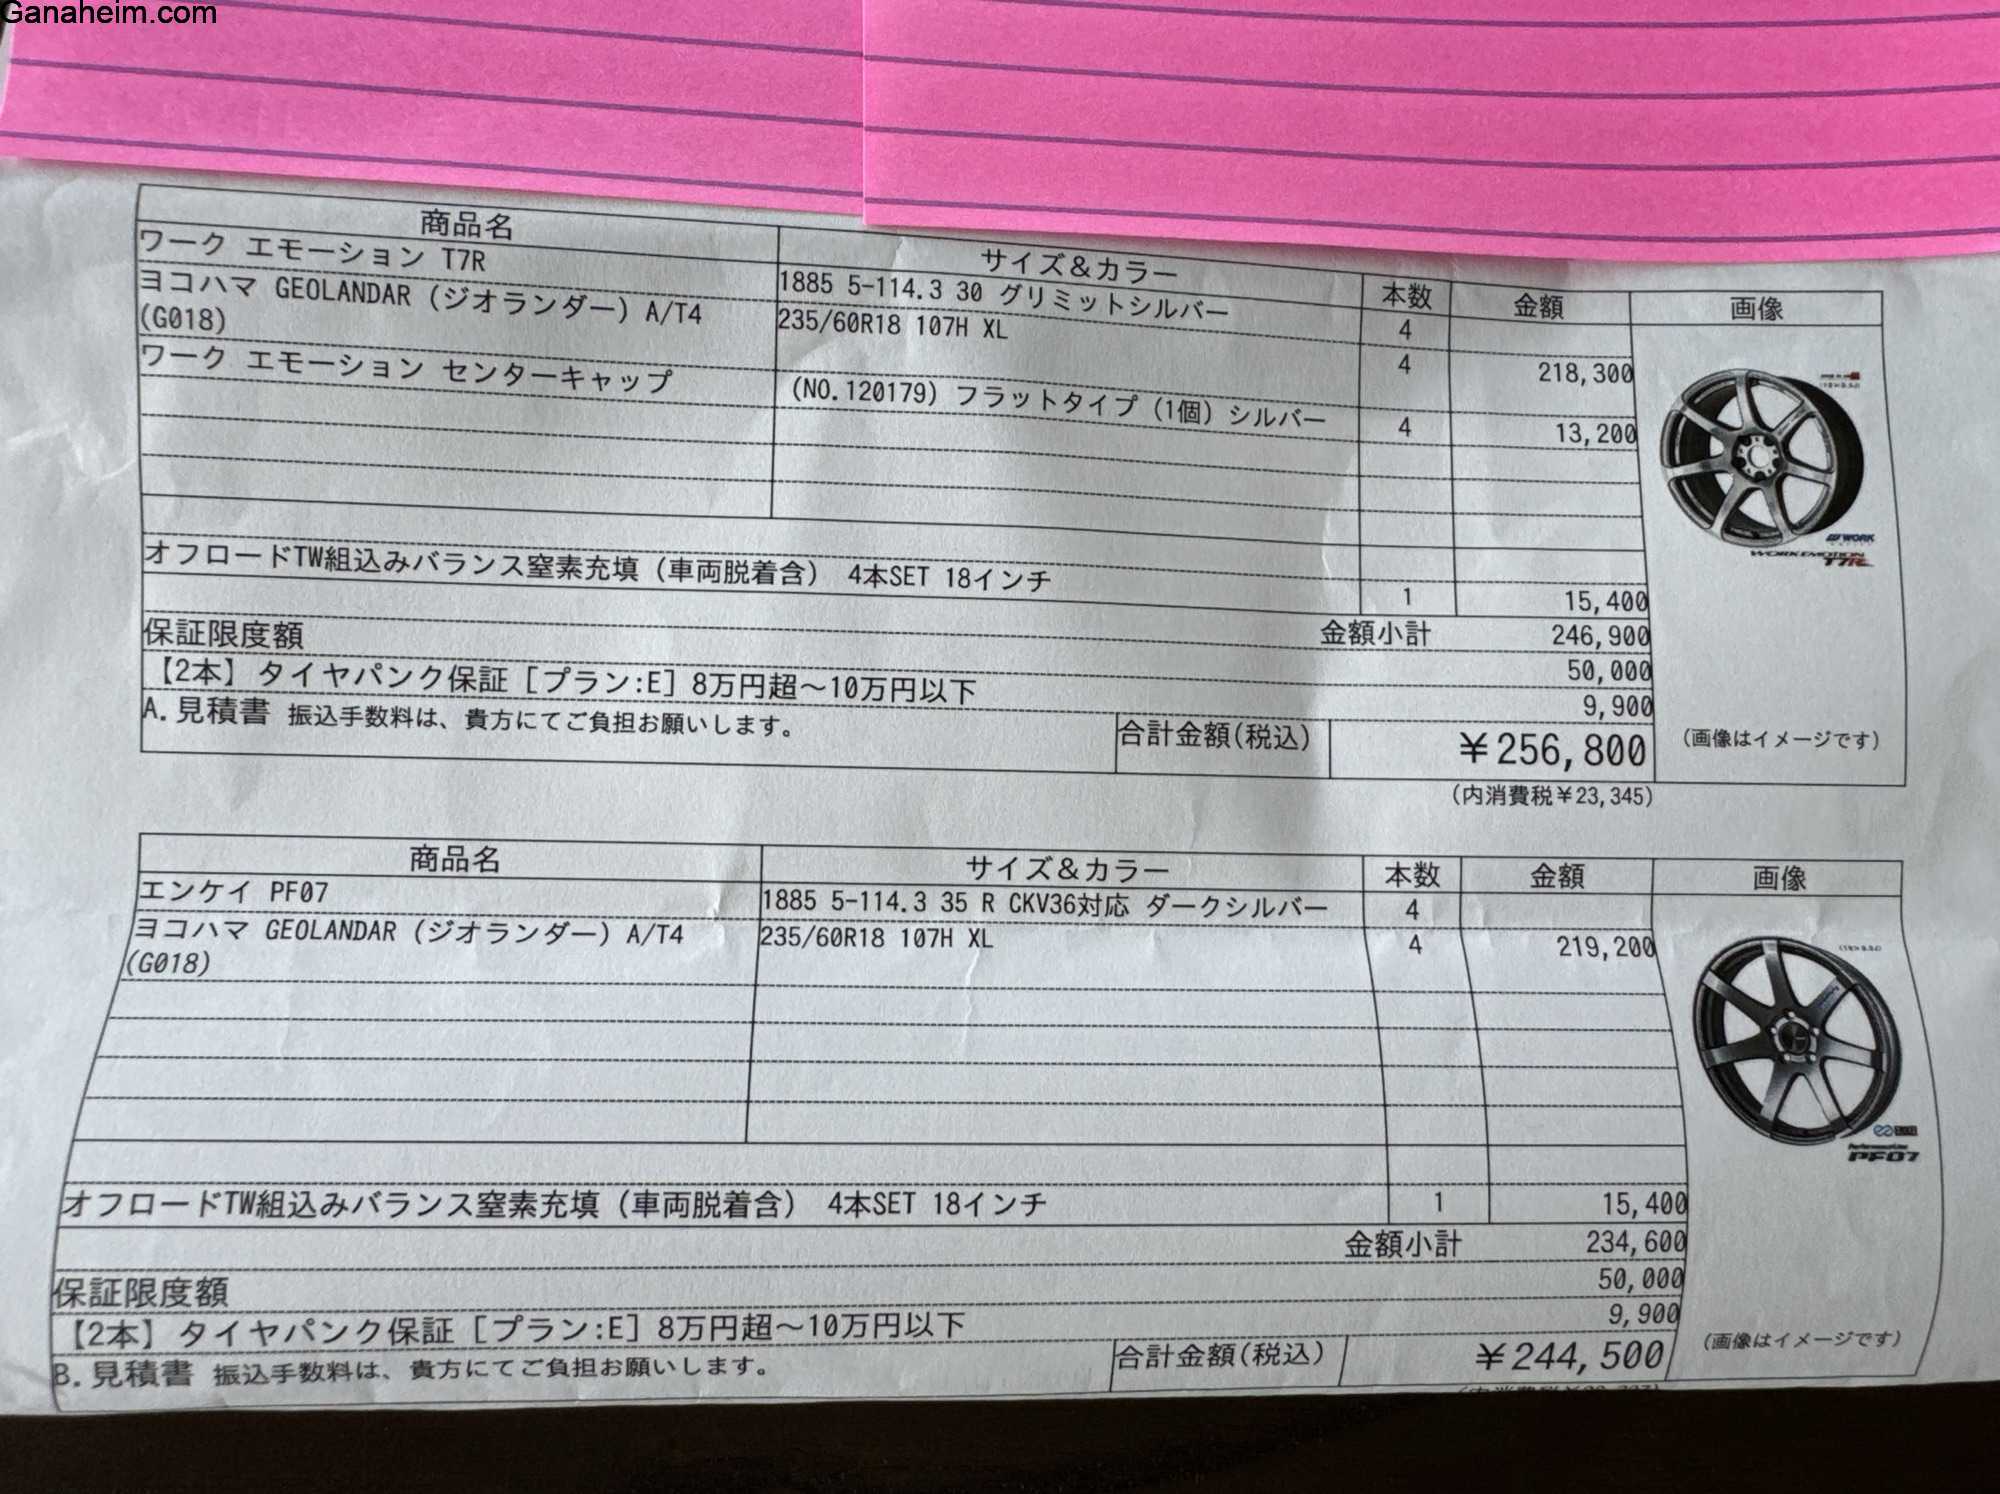 Ganaheim.com
商品名 サイズ&カラー 本数 金額 画像
ワーク エモーション T7R 1885 5-114.3 30 グリミットシルバー 4
ヨコハマ GEOLANDAR (ジオランダー) A/T4 235/60R18 107H XL 4 218,300
(G018)
ワーク エモーション センターキャップ (NO.120179) フラットタイプ (1個) シルバー 4 13,200
WORK
WORK EMOTION
T7R
オフロードTW組込みバランス窒素充填 (車両脱着含) 4本SET 18インチ 1 15,400
金額小計 246,900
保証限度額 50,000
【2本】タイヤパンク保証 [プラン:E] 8万円超～10万円以下 9,900
A.見積書 振込手数料は、貴方にてご負担お願いします。 合計金額(税込) ¥256,800
(画像はイメージです)
(内消費税¥23,345)
商品名 サイズ&カラー 本数 金額 画像
エンケイ PF07 1885 5-114.3 35 R CKV36対応 ダークシルバー 4
ヨコハマ GEOLANDAR (ジオランダー) A/T4 235/60R18 107H XL 4 219,200
(G018)
PF07
オフロードTW組込みバランス窒素充填 (車両脱着含) 4本SET 18インチ 1 15,400
金額小計 234,600
保証限度額 50,000
【2本】タイヤパンク保証 [プラン:E] 8万円超～10万円以下 9,900
B.見積書 振込手数料は、貴方にてご負担お願いします。 合計金額(税込) ¥244,500
(画像はイメージです)